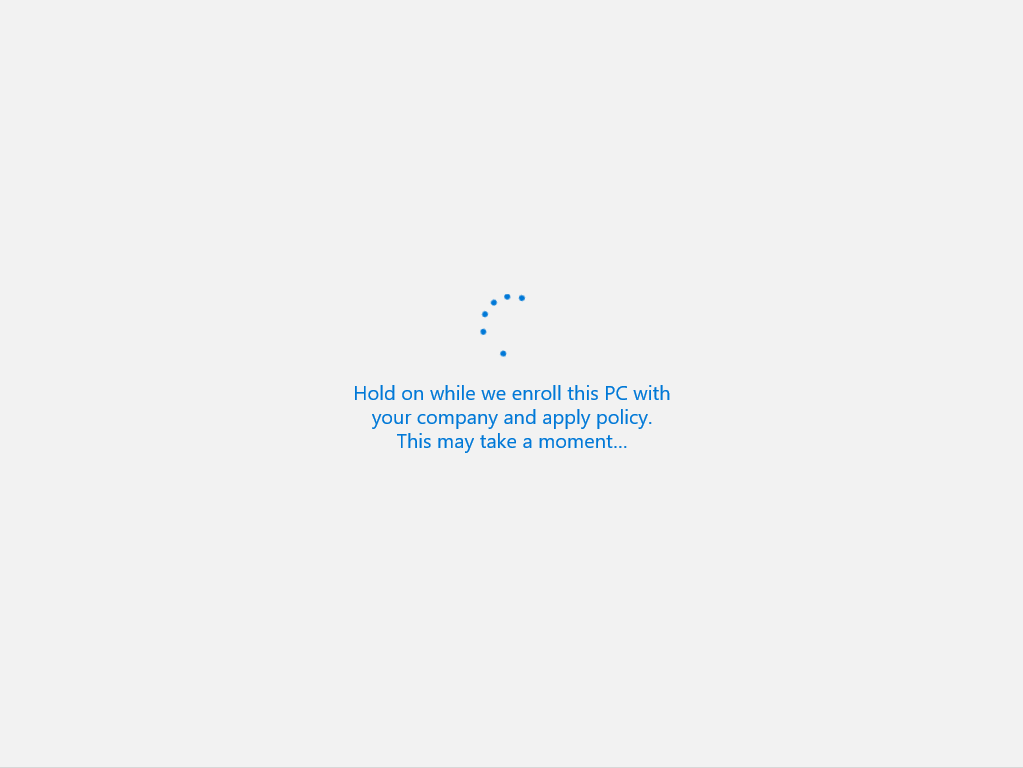 Hold on while we enroll this PC with
your company and apply policy.
This may take a moment...